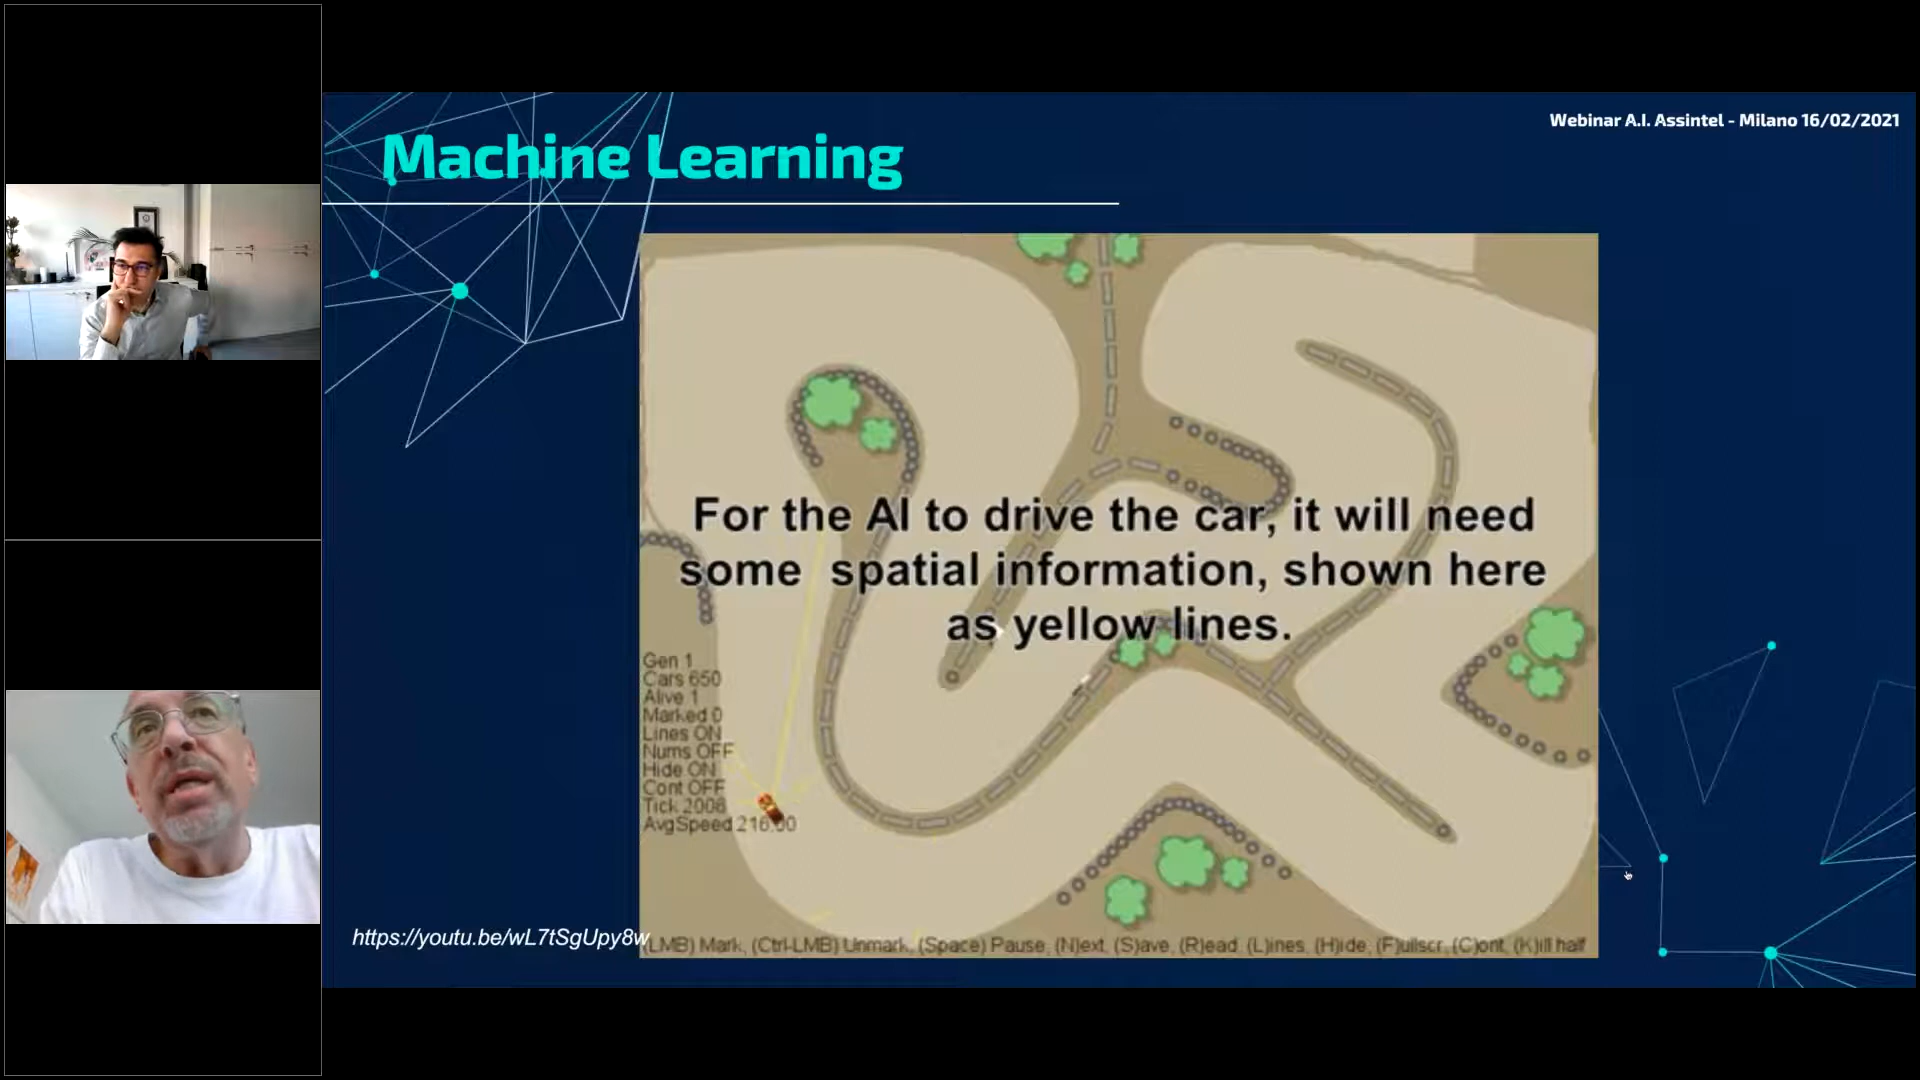 Webinar A.I. Assintel - Milano 16/02/2021
Machine Learning
For the AI to drive the car, it will need
some spatial information, shown here
as yellow lines.
Gen 1
Cars 650
Alive 1
Marked 0
Lines ON
Nums OFF
Hide ON
Cont OFF
Tick 2008
AvgSpeed 216.00
https://youtu.be/wL7tSgUpy8w
(LMB) Mark, (Ctrl-LMB) Unmark, (Space) Pause, (N)ext, (S)ave, (R)ead, (L)ines, (H)ide, (F)ullscr, (C)ont, (K)ill half